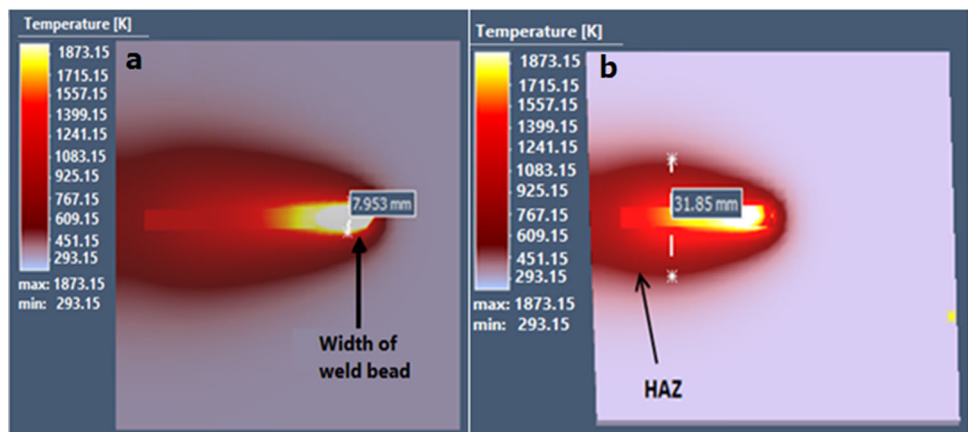 Temperature [K]
a
1873.15
1715.15
1557.15
1399.15
1241.15
1083.15
925.15
767.15
609.15
451.15
293.15
max: 1873.15
min: 293.15
7.953 mm
Width of
weld bead
Temperature [K]
b
1873.15
1715.15
1557.15
1399.15
1241.15
1083.15
925.15
767.15
609.15
451.15
293.15
max: 1873.15
min: 293.15
31.85 mm
HAZ